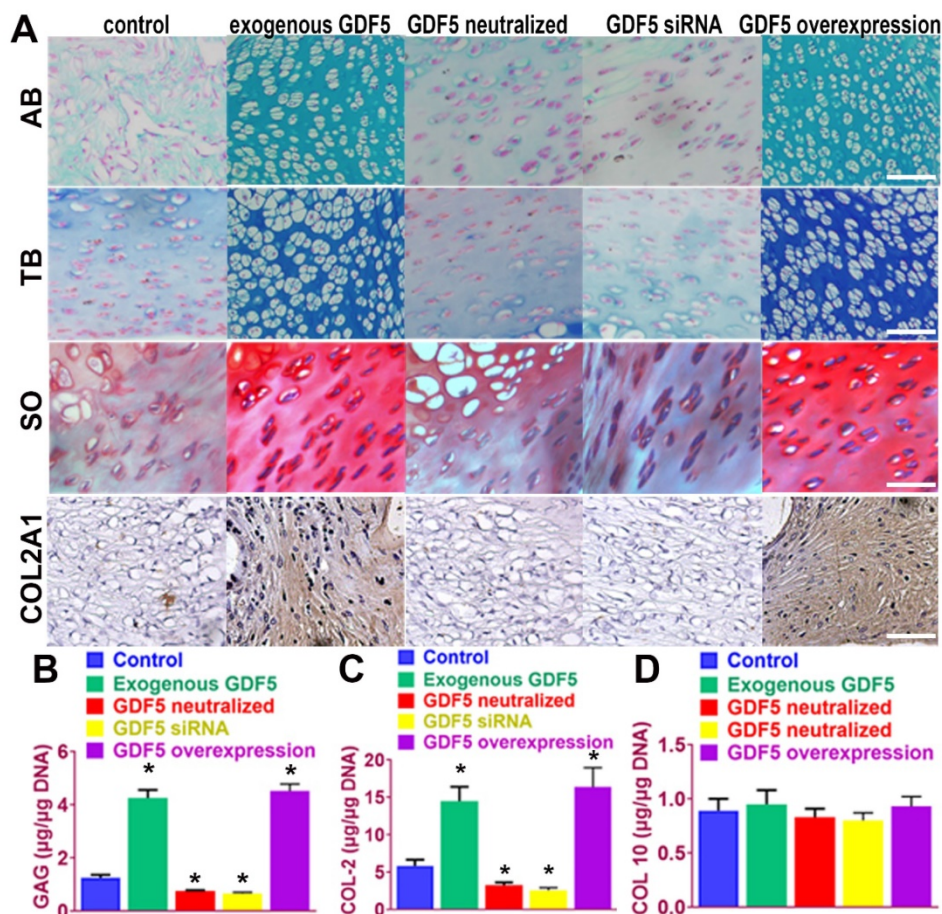 A
control exogenous GDF5 GDF5 neutralized GDF5 siRNA GDF5 overexpression
AB
TB
SO
COL2A1
B
Control
Exogenous GDF5
GDF5 neutralized
GDF5 siRNA
GDF5 overexpression
GAG (µg/µg DNA)
6
4
2
0
*
*
*
*
C
Control
Exogenous GDF5
GDF5 neutralized
GDF5 siRNA
GDF5 overexpression
COL-2 (µg/µg DNA)
20
15
10
5
0
*
*
*
*
D
Control
Exogenous GDF5
GDF5 neutralized
GDF5 neutralized
GDF5 overexpression
COL 10 (µg/µg DNA)
1.5
1.0
0.5
0.0